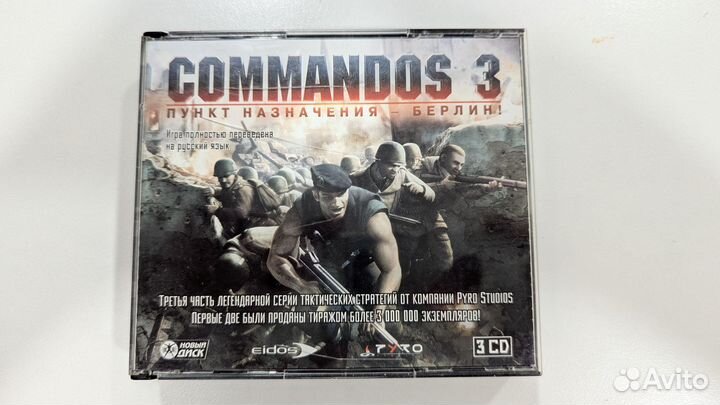 COMMANDOS 3
ПУНКТ НАЗНАЧЕНИЯ – БЕРЛИН!
Игра полностью переведена
на русский язык
Третья часть легендарной серии тактических стратегий от компании Pyro Studios
Первые две были проданы тиражом более 3 000 000 экземпляров!
НОВЫЙ
ДИСК
eidos
PYRO
3 CD
Avito